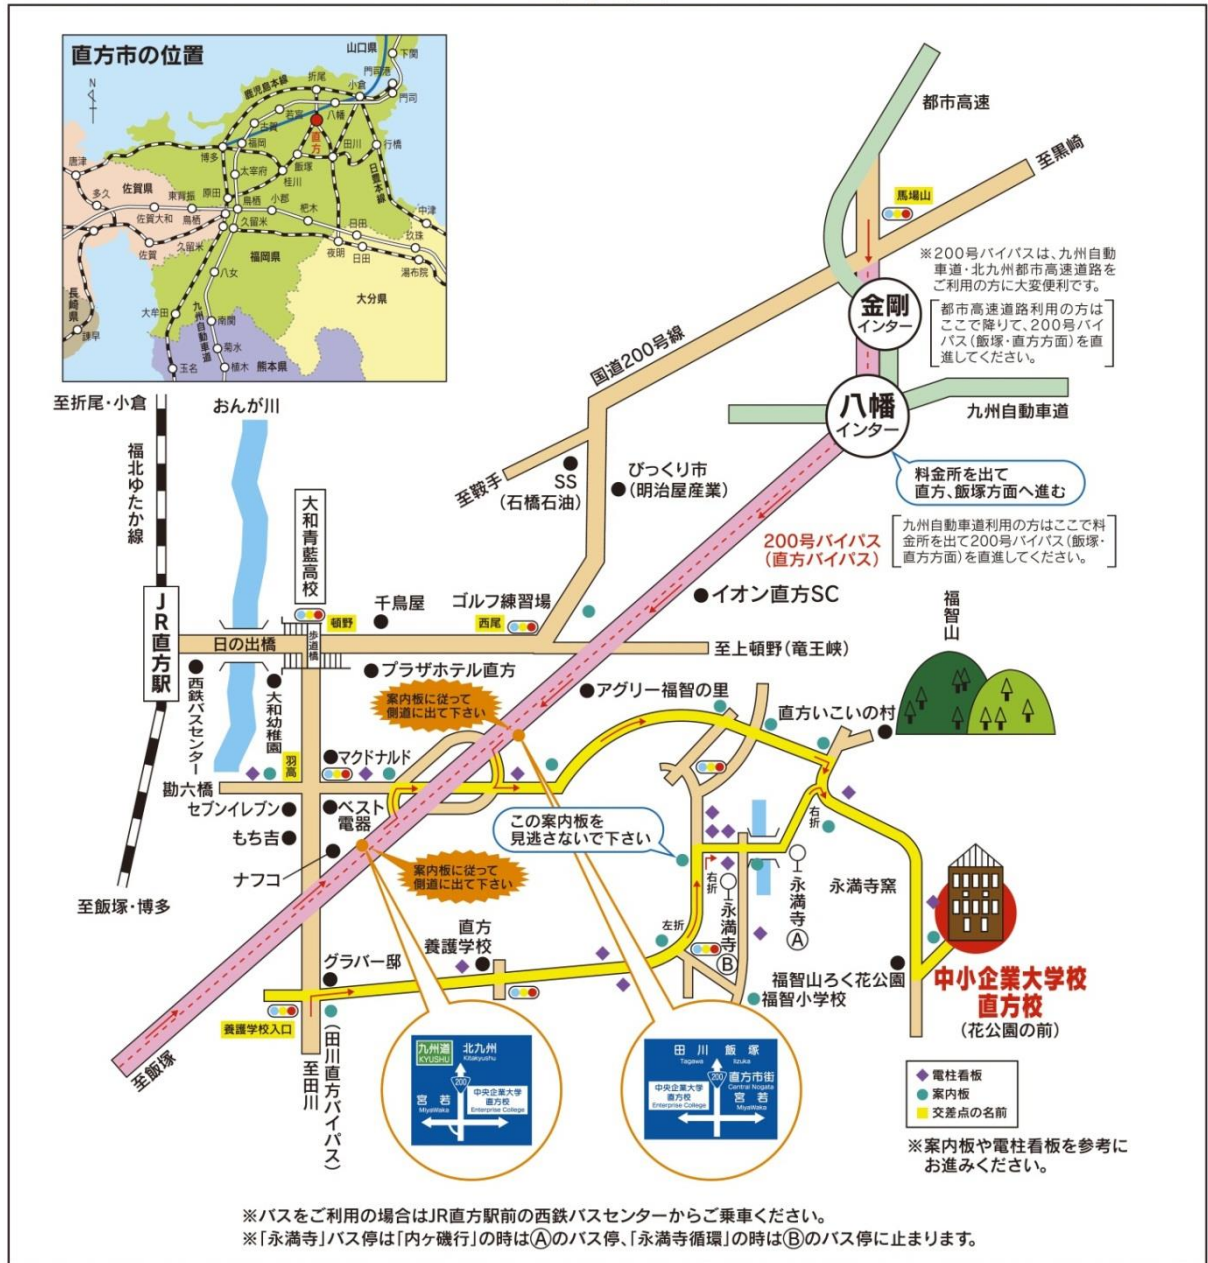 直方市の位置
N
山口県
下関
門司港
門司
小倉
折尾
鹿児島本線
八幡
若宮
古賀
福岡
直方
田川
行橋
博多
飯塚
日豊本線
唐津
太宰府
桂川
佐賀県
多久
東背振
原田
鳥栖
小郡
杷木
佐賀大和
鳥栖
久留米
日田
中津
玖珠
佐賀
久留米
夜明
日田
湯布院
福岡県
八女
長崎県
大分県
大牟田
九州自動車道
南関
諫早
菊水
玉名
植木
熊本県
都市高速
至黒崎
馬場山
※200号バイパスは、九州自動
車道・北九州都市高速道路を
ご利用の方に大変便利です。
金剛
インター
都市高速道路利用の方は
ここで降りて、200号バイ
パス(飯塚・直方方面)を直
進してください。
国道200号線
八幡
インター
九州自動車道
至折尾・小倉
おんが川
福北ゆたか線
料金所を出て
直方、飯塚方面へ進む
至鞍手
SS
(石橋石油)
びっくり市
(明治屋産業)
大和青藍高校
200号バイパス
(直方バイパス)
九州自動車道利用の方はここで料
金所を出て200号バイパス(飯塚・
直方方面)を直進してください。
イオン直方SC
福智山
千鳥屋
ゴルフ練習場
頓野
西尾
JR直方駅
日の出橋
歩道橋
至上頓野(竜王峡)
プラザホテル直方
西鉄バスセンター
大和幼稚園
案内板に従って
側道に出て下さい
アグリー福智の里
直方いこいの村
羽高
マクドナルド
勘六橋
セブンイレブン
ベスト
電器
もち吉
ナフコ
この案内板を
見逃さないで下さい
右折
案内板に従って
側道に出て下さい
右折
永満寺
A
永満寺
B
永満寺窯
至飯塚・博多
直方
養護学校
左折
グラバー邸
福智山ろく花公園
福智小学校
中小企業大学校
直方校
(花公園の前)
養護学校入口
至飯塚
至田川
(田川直方バイパス)
九州道
KYUSHU
北九州
Kitakyushu
200
宮若
MiyaWaka
中央企業大学
直方校
Enterprise College
田川
Tagawa
飯塚
Iizuka
200
中央企業大学
直方校
Enterprise College
直方市街
Central Nogata
宮若
MiyaWaka
電柱看板
案内板
交差点の名前
※案内板や電柱看板を参考に
お進みください。
※バスをご利用の場合はJR直方駅前の西鉄バスセンターからご乗車ください。
※「永満寺」バス停は「内ヶ磯行」の時はⒶのバス停、「永満寺循環」の時はⒷのバス停に止まります。